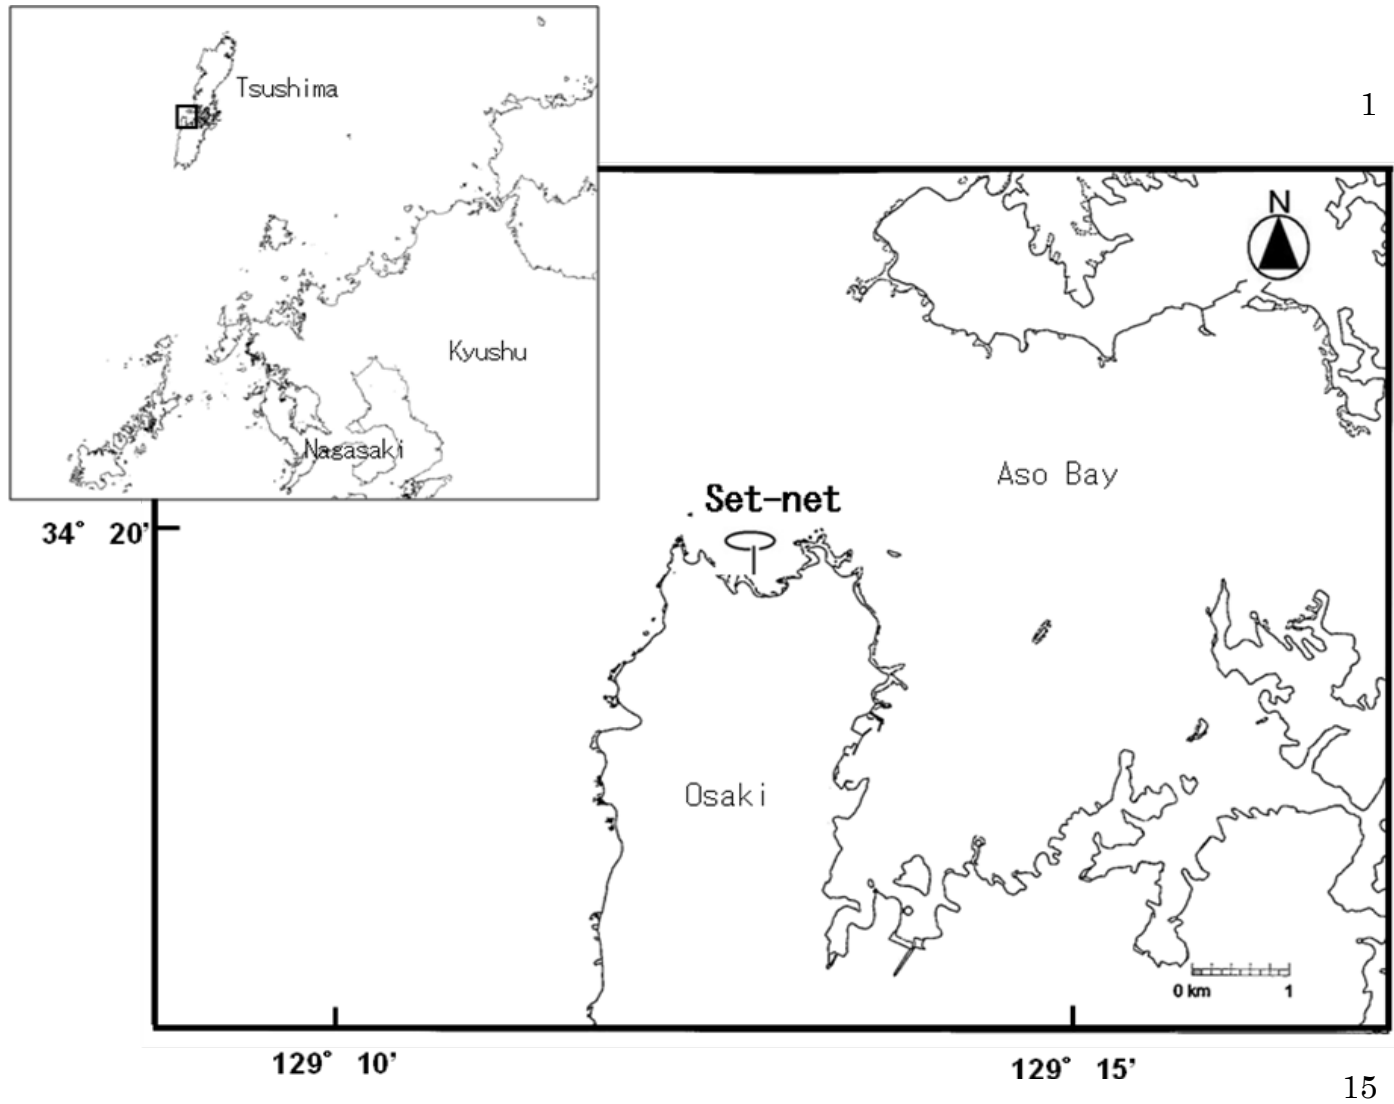 Tsushima
1
N
Kyushu
Nagasaki
Aso Bay
Set-net
34° 20'
Osaki
0 km 1
129° 10' 129° 15'
15